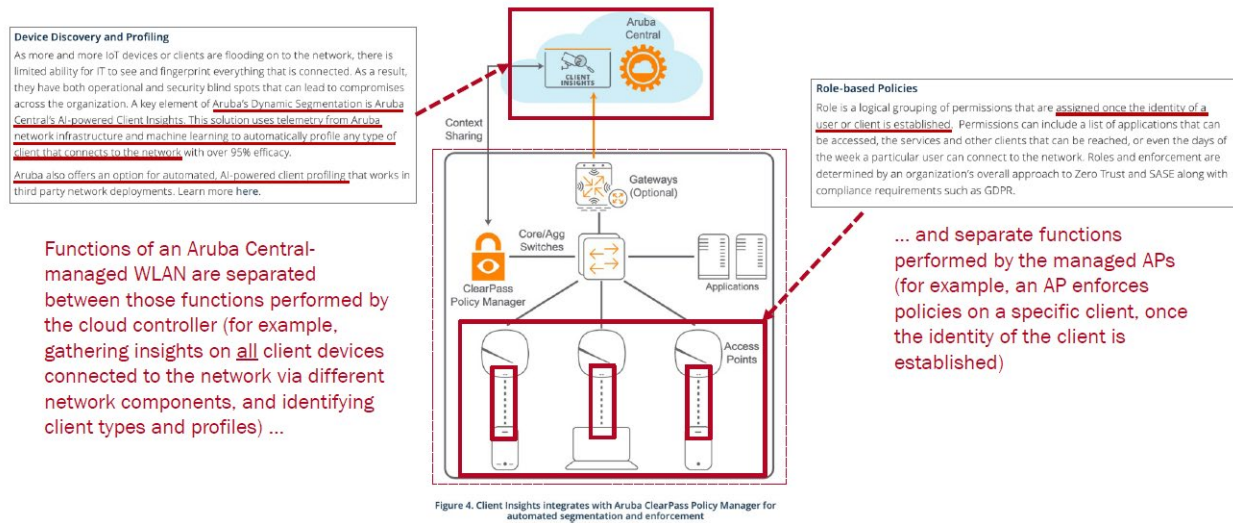 Device Discovery and Profiling
As more and more IoT devices or clients are flooding on to the network, there is
limited ability for IT to see and fingerprint everything that is connected. As a result,
they have both operational and security blind spots that can lead to compromises
across the organization. A key element of Aruba's Dynamic Segmentation is Aruba
Central's AI-powered Client Insights. This solution uses telemetry from Aruba
network infrastructure and machine learning to automatically profile any type of
client that connects to the network with over 95% efficacy.
Aruba also offers an option for automated, AI-powered client profiling that works in
third party network deployments. Learn more here.
Functions of an Aruba Central-
managed WLAN are separated
between those functions performed by
the cloud controller (for example,
gathering insights on all client devices
connected to the network via different
network components, and identifying
client types and profiles) ...
Aruba
Central
CLIENT
INSIGHTS
Context
Sharing
Gateways
(Optional)
Core/Agg
Switches
ClearPass
Policy Manager
Applications
Access
Points
Figure 4. Client Insights integrates with Aruba ClearPass Policy Manager for
automated segmentation and enforcement
Role-based Policies
Role is a logical grouping of permissions that are assigned once the identity of a
user or client is established. Permissions can include a list of applications that can
be accessed, the services and other clients that can be reached, or even the days of
the week a particular user can connect to the network. Roles and enforcement are
determined by an organization's overall approach to Zero Trust and SASE along with
compliance requirements such as GDPR.
... and separate functions
performed by the managed APs
(for example, an AP enforces
policies on a specific client, once
the identity of the client is
established)